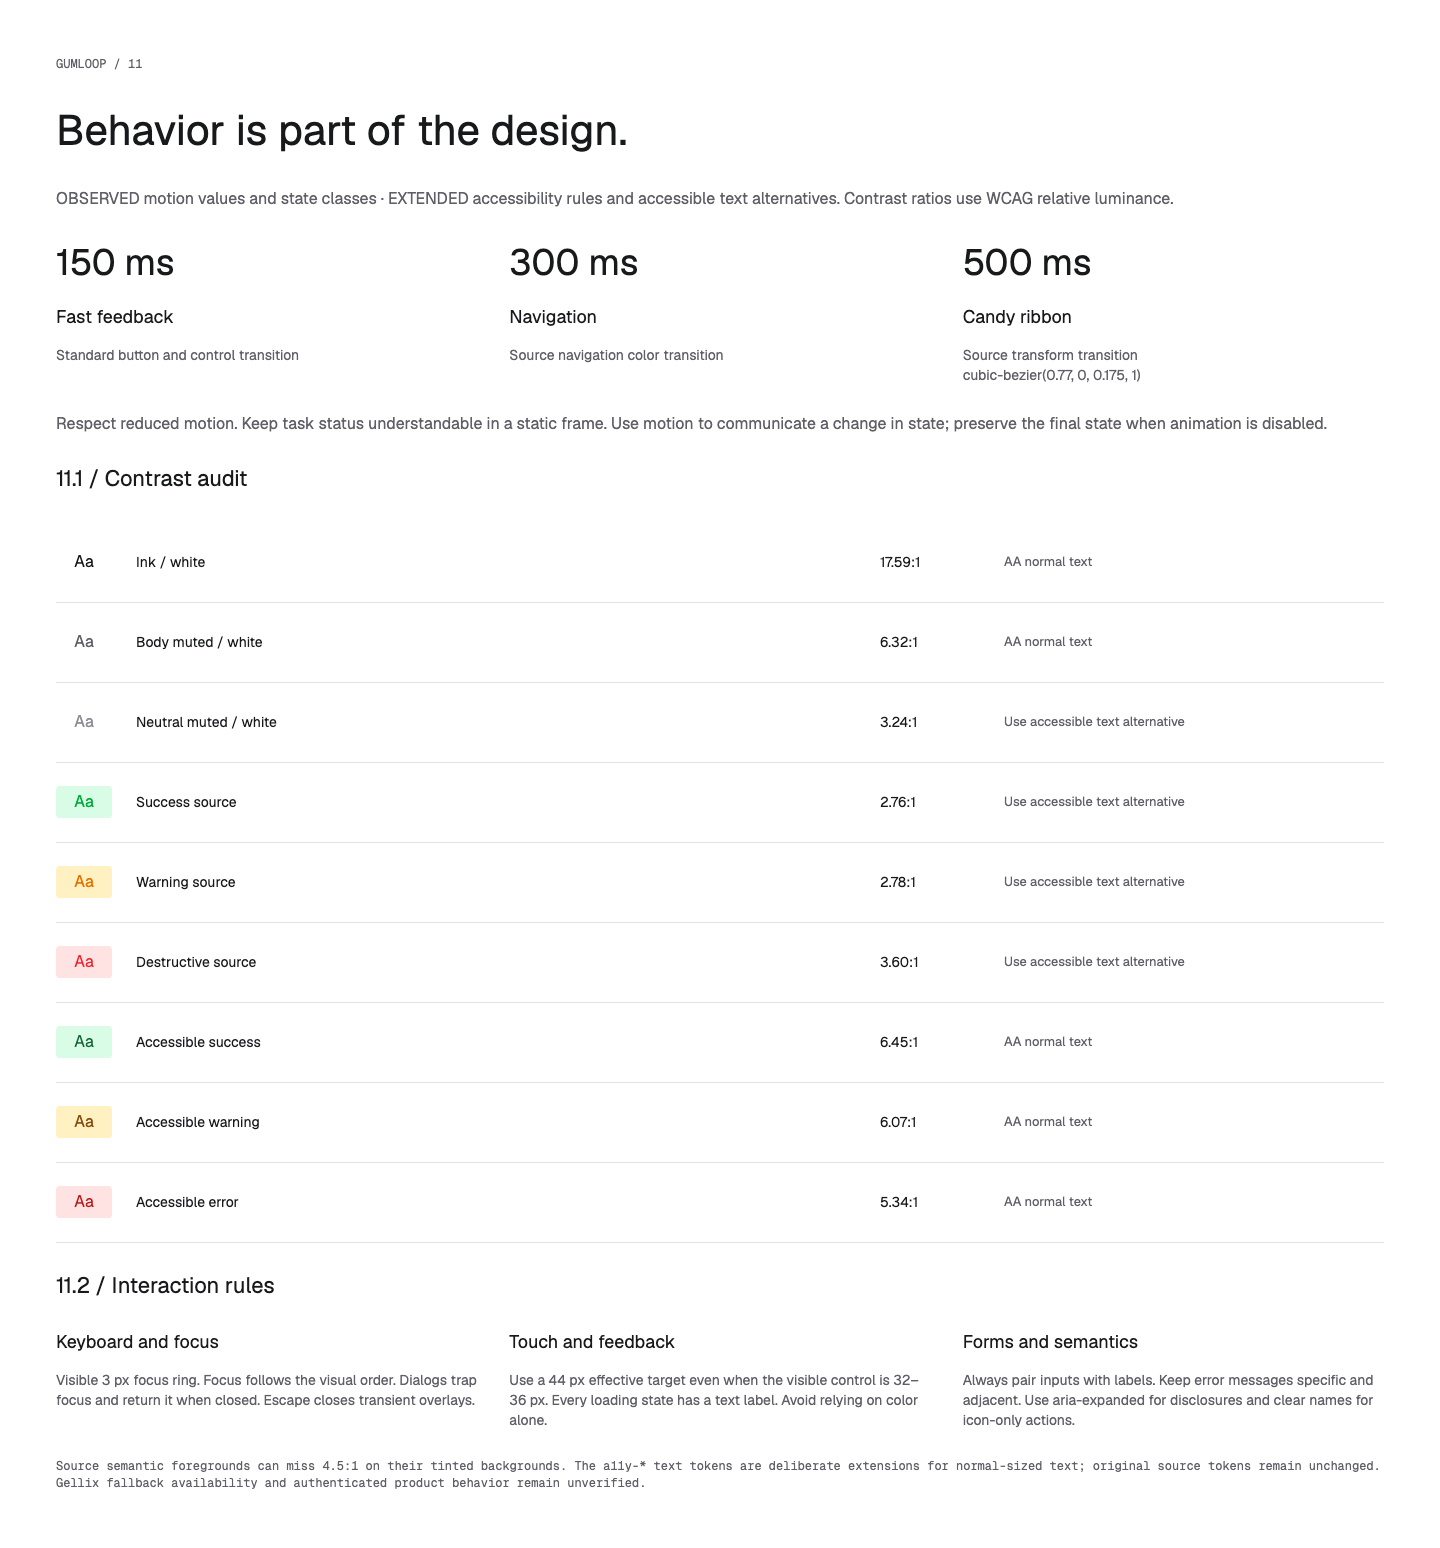 GUMLOOP / 11
Behavior is part of the design.
OBSERVED motion values and state classes · EXTENDED accessibility rules and accessible text alternatives. Contrast ratios use WCAG relative luminance.
150 ms
Fast feedback
Standard button and control transition
300 ms
Navigation
Source navigation color transition
500 ms
Candy ribbon
Source transform transition
cubic-bezier(0.77, 0, 0.175, 1)
Respect reduced motion. Keep task status understandable in a static frame. Use motion to communicate a change in state; preserve the final state when animation is disabled.
11.1 / Contrast audit
Aa Ink / white 17.59:1 AA normal text
Aa Body muted / white 6.32:1 AA normal text
Aa Neutral muted / white 3.24:1 Use accessible text alternative
Aa Success source 2.76:1 Use accessible text alternative
Aa Warning source 2.78:1 Use accessible text alternative
Aa Destructive source 3.60:1 Use accessible text alternative
Aa Accessible success 6.45:1 AA normal text
Aa Accessible warning 6.07:1 AA normal text
Aa Accessible error 5.34:1 AA normal text
11.2 / Interaction rules
Keyboard and focus
Visible 3 px focus ring. Focus follows the visual order. Dialogs trap
focus and return it when closed. Escape closes transient overlays.
Touch and feedback
Use a 44 px effective target even when the visible control is 32–
36 px. Every loading state has a text label. Avoid relying on color
alone.
Forms and semantics
Always pair inputs with labels. Keep error messages specific and
adjacent. Use aria-expanded for disclosures and clear names for
icon-only actions.
Source semantic foregrounds can miss 4.5:1 on their tinted backgrounds. The a11y-* text tokens are deliberate extensions for normal-sized text; original source tokens remain unchanged.
Gellix fallback availability and authenticated product behavior remain unverified.